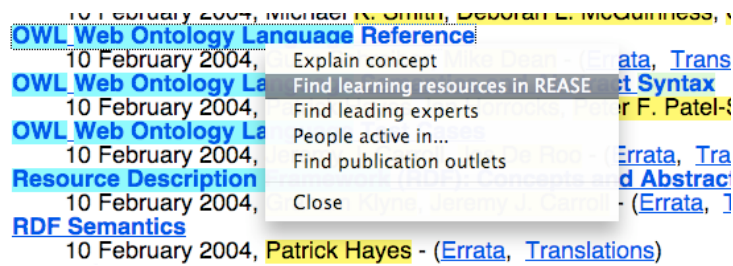 10 February 2004, Michael K. Smith, Deborah L. McGuinness,
OWL Web Ontology Language Reference
10 February 2004, Mike Dean - (Errata, Trans
Explain concept
OWL Web Ontology La ct Syntax
Find learning resources in REASE
10 February 2004, r F. Patel-S
Find leading experts
OWL Web Ontology La
People active in...
10 February 2004, - (Errata, Tra
Find publication outlets
Resource Description Framework (RDF): Concepts and Abstract
10 February 2004, Klyne, Jeremy J. Carroll - (Errata,
Close
RDF Semantics
10 February 2004, Patrick Hayes - (Errata, Translations)